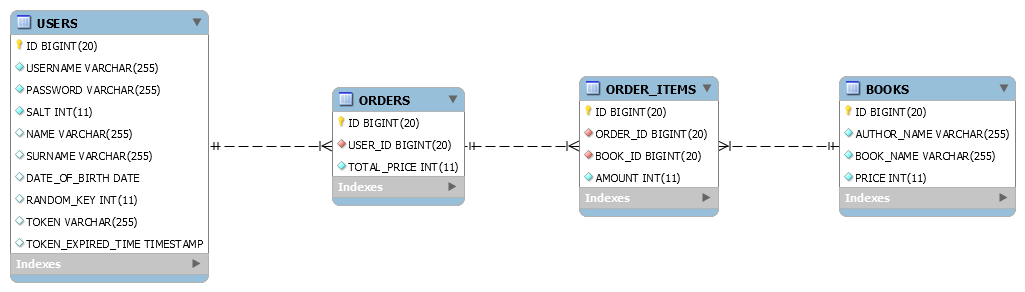 USERS
ID BIGINT(20)
USERNAME VARCHAR(255)
PASSWORD VARCHAR(255)
SALT INT(11)
NAME VARCHAR(255)
SURNAME VARCHAR(255)
DATE_OF_BIRTH DATE
RANDOM_KEY INT(11)
TOKEN VARCHAR(255)
TOKEN_EXPIRED_TIME TIMESTAMP
Indexes
ORDERS
ID BIGINT(20)
USER_ID BIGINT(20)
TOTAL_PRICE INT(11)
Indexes
ORDER_ITEMS
ID BIGINT(20)
ORDER_ID BIGINT(20)
BOOK_ID BIGINT(20)
AMOUNT INT(11)
Indexes
BOOKS
ID BIGINT(20)
AUTHOR_NAME VARCHAR(255)
BOOK_NAME VARCHAR(255)
PRICE INT(11)
Indexes